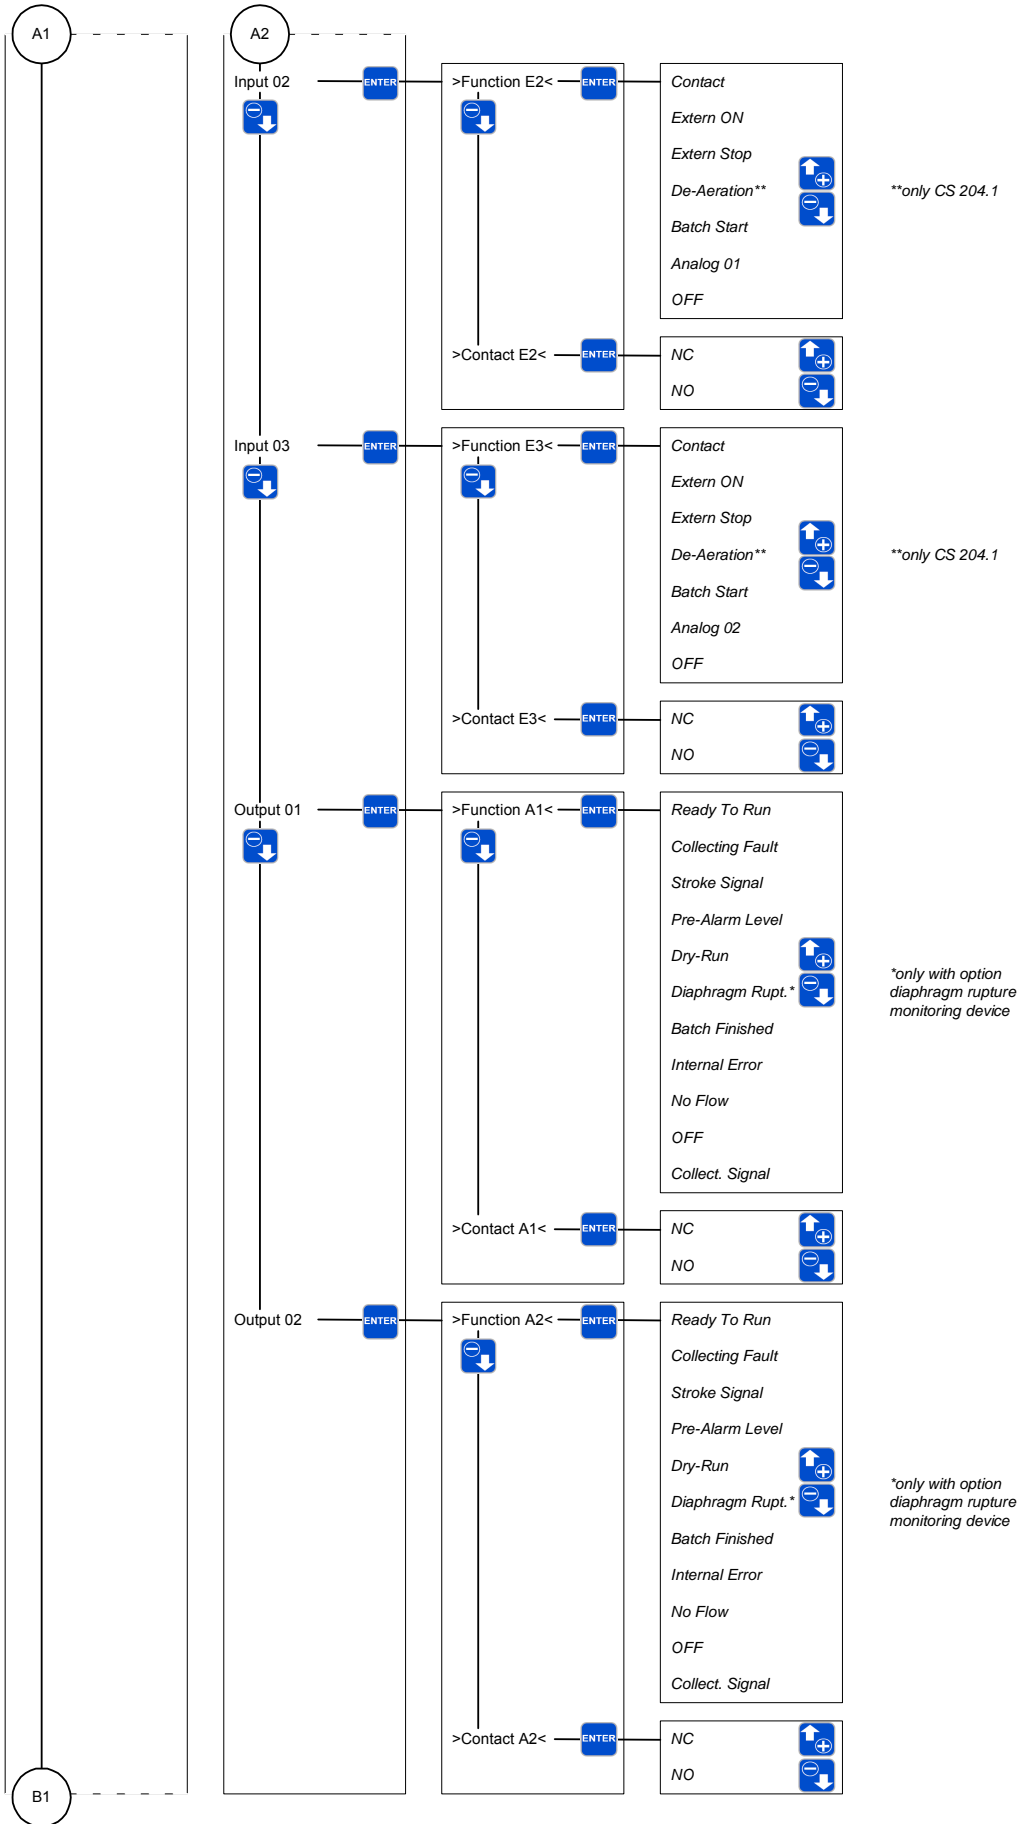 A1
A2
Input 02 ENTER >Function E2< ENTER Contact
Extern ON
Extern Stop
De-Aeration** **only CS 204.1
Batch Start
Analog 01
OFF
>Contact E2< ENTER NC
NO
Input 03 ENTER >Function E3< ENTER Contact
Extern ON
Extern Stop
De-Aeration** **only CS 204.1
Batch Start
Analog 02
OFF
>Contact E3< ENTER NC
NO
Output 01 ENTER >Function A1< ENTER Ready To Run
Collecting Fault
Stroke Signal
Pre-Alarm Level
Dry-Run
Diaphragm Rupt.*
*only with option
diaphragm rupture
monitoring device
Batch Finished
Internal Error
No Flow
OFF
Collect. Signal
>Contact A1< ENTER NC
NO
Output 02 ENTER >Function A2< ENTER Ready To Run
Collecting Fault
Stroke Signal
Pre-Alarm Level
Dry-Run
Diaphragm Rupt.*
*only with option
diaphragm rupture
monitoring device
Batch Finished
Internal Error
No Flow
OFF
Collect. Signal
>Contact A2< ENTER NC
NO
B1